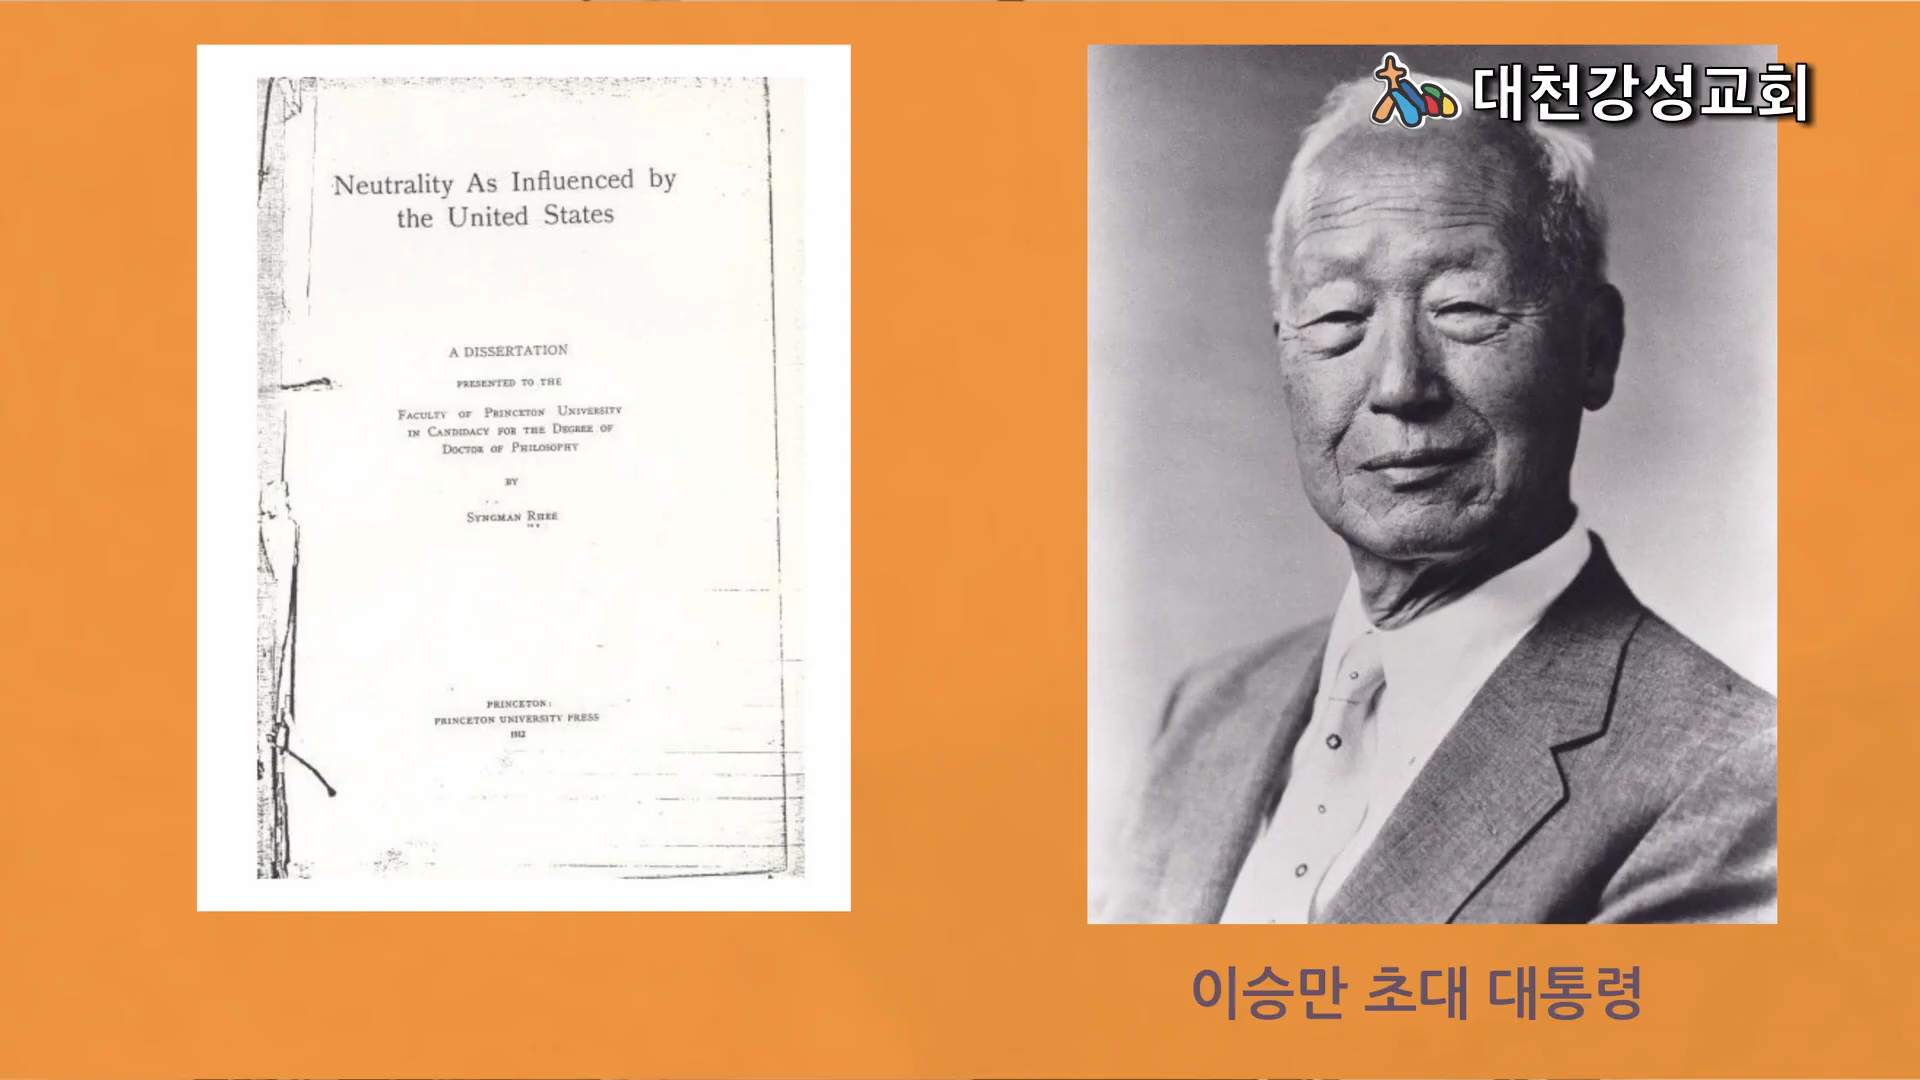 Neutrality As Influenced by
the United States
A DISSERTATION
PRESENTED TO THE
FACULTY OF PRINCETON UNIVERSITY
IN CANDIDACY FOR THE DEGREE OF
DOCTOR OF PHILOSOPHY
BY
SYNGMAN RHEE
PRINCETON:
PRINCETON UNIVERSITY PRESS
1912
대천강성교회
이승만 초대 대통령